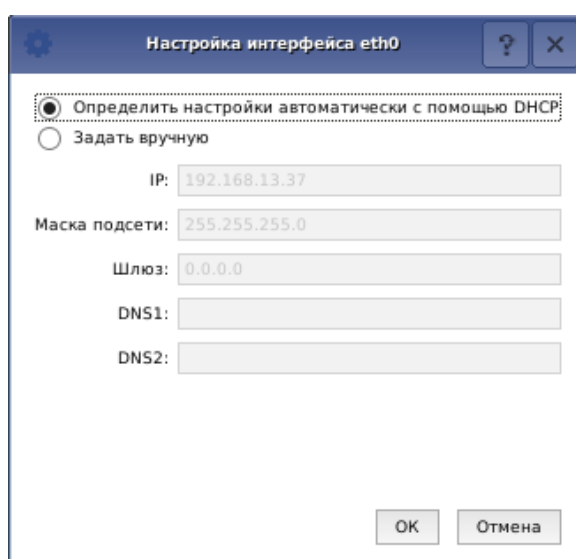 Настройка интерфейса eth0
?
Определить настройки автоматически с помощью DHCP
Задать вручную
IP: 192.168.13.37
Маска подсети: 255.255.255.0
Шлюз: 0.0.0.0
DNS1:
DNS2:
OK Отмена